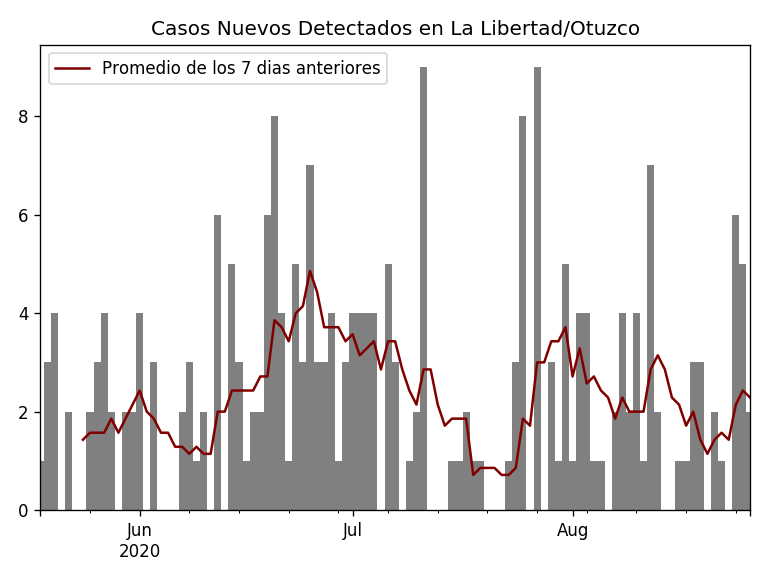 Casos Nuevos Detectados en La Libertad/Otuzco
Promedio de los 7 dias anteriores
8
6
4
2
0
Jun
2020
Jul
Aug